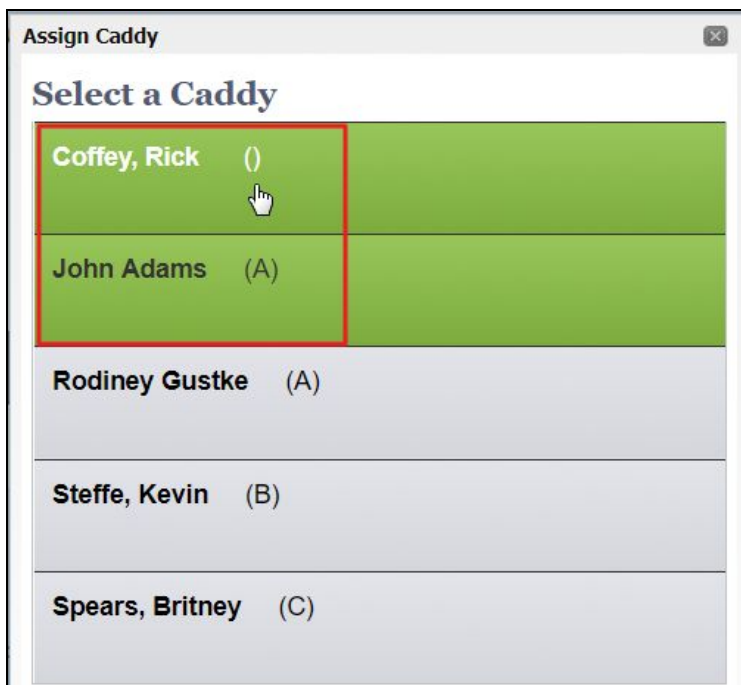 Assign Caddy
Select a Caddy
Coffey, Rick ()
John Adams (A)
Rodiney Gustke (A)
Steffe, Kevin (B)
Spears, Britney (C)